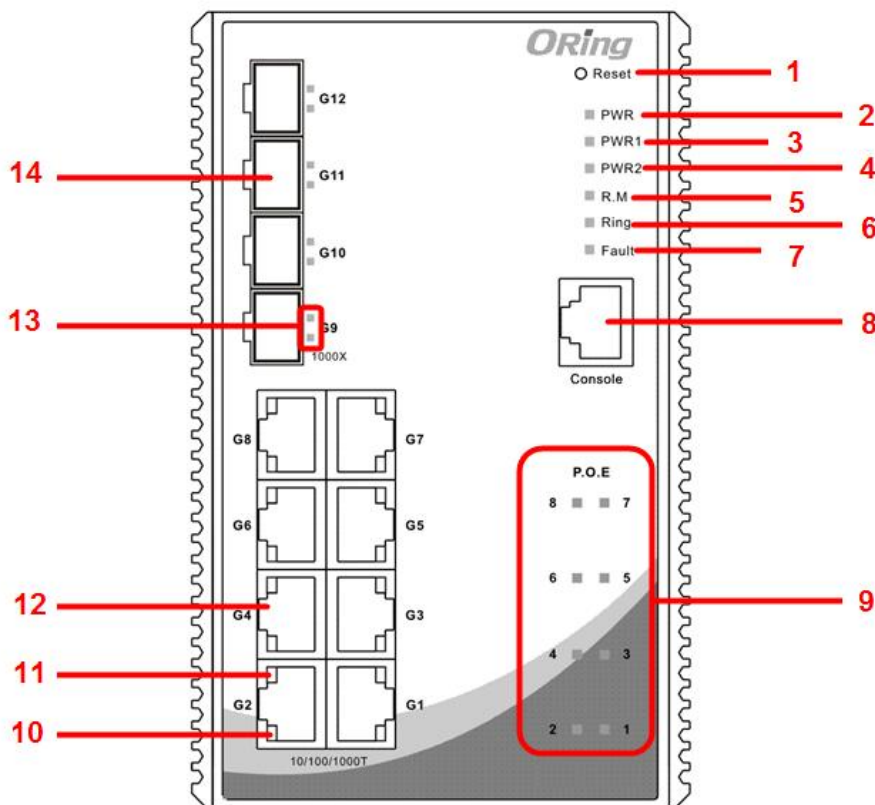 ORing
Reset
1
PWR
2
PWR1
3
PWR2
4
R.M
5
Ring
6
Fault
7
8
Console
G12
14
G11
G10
13
G9
1000X
G8
G7
G6
G5
12
G4
G3
11
G2
G1
10
10/100/1000T
P.O.E
8
7
6
5
9
4
3
2
1